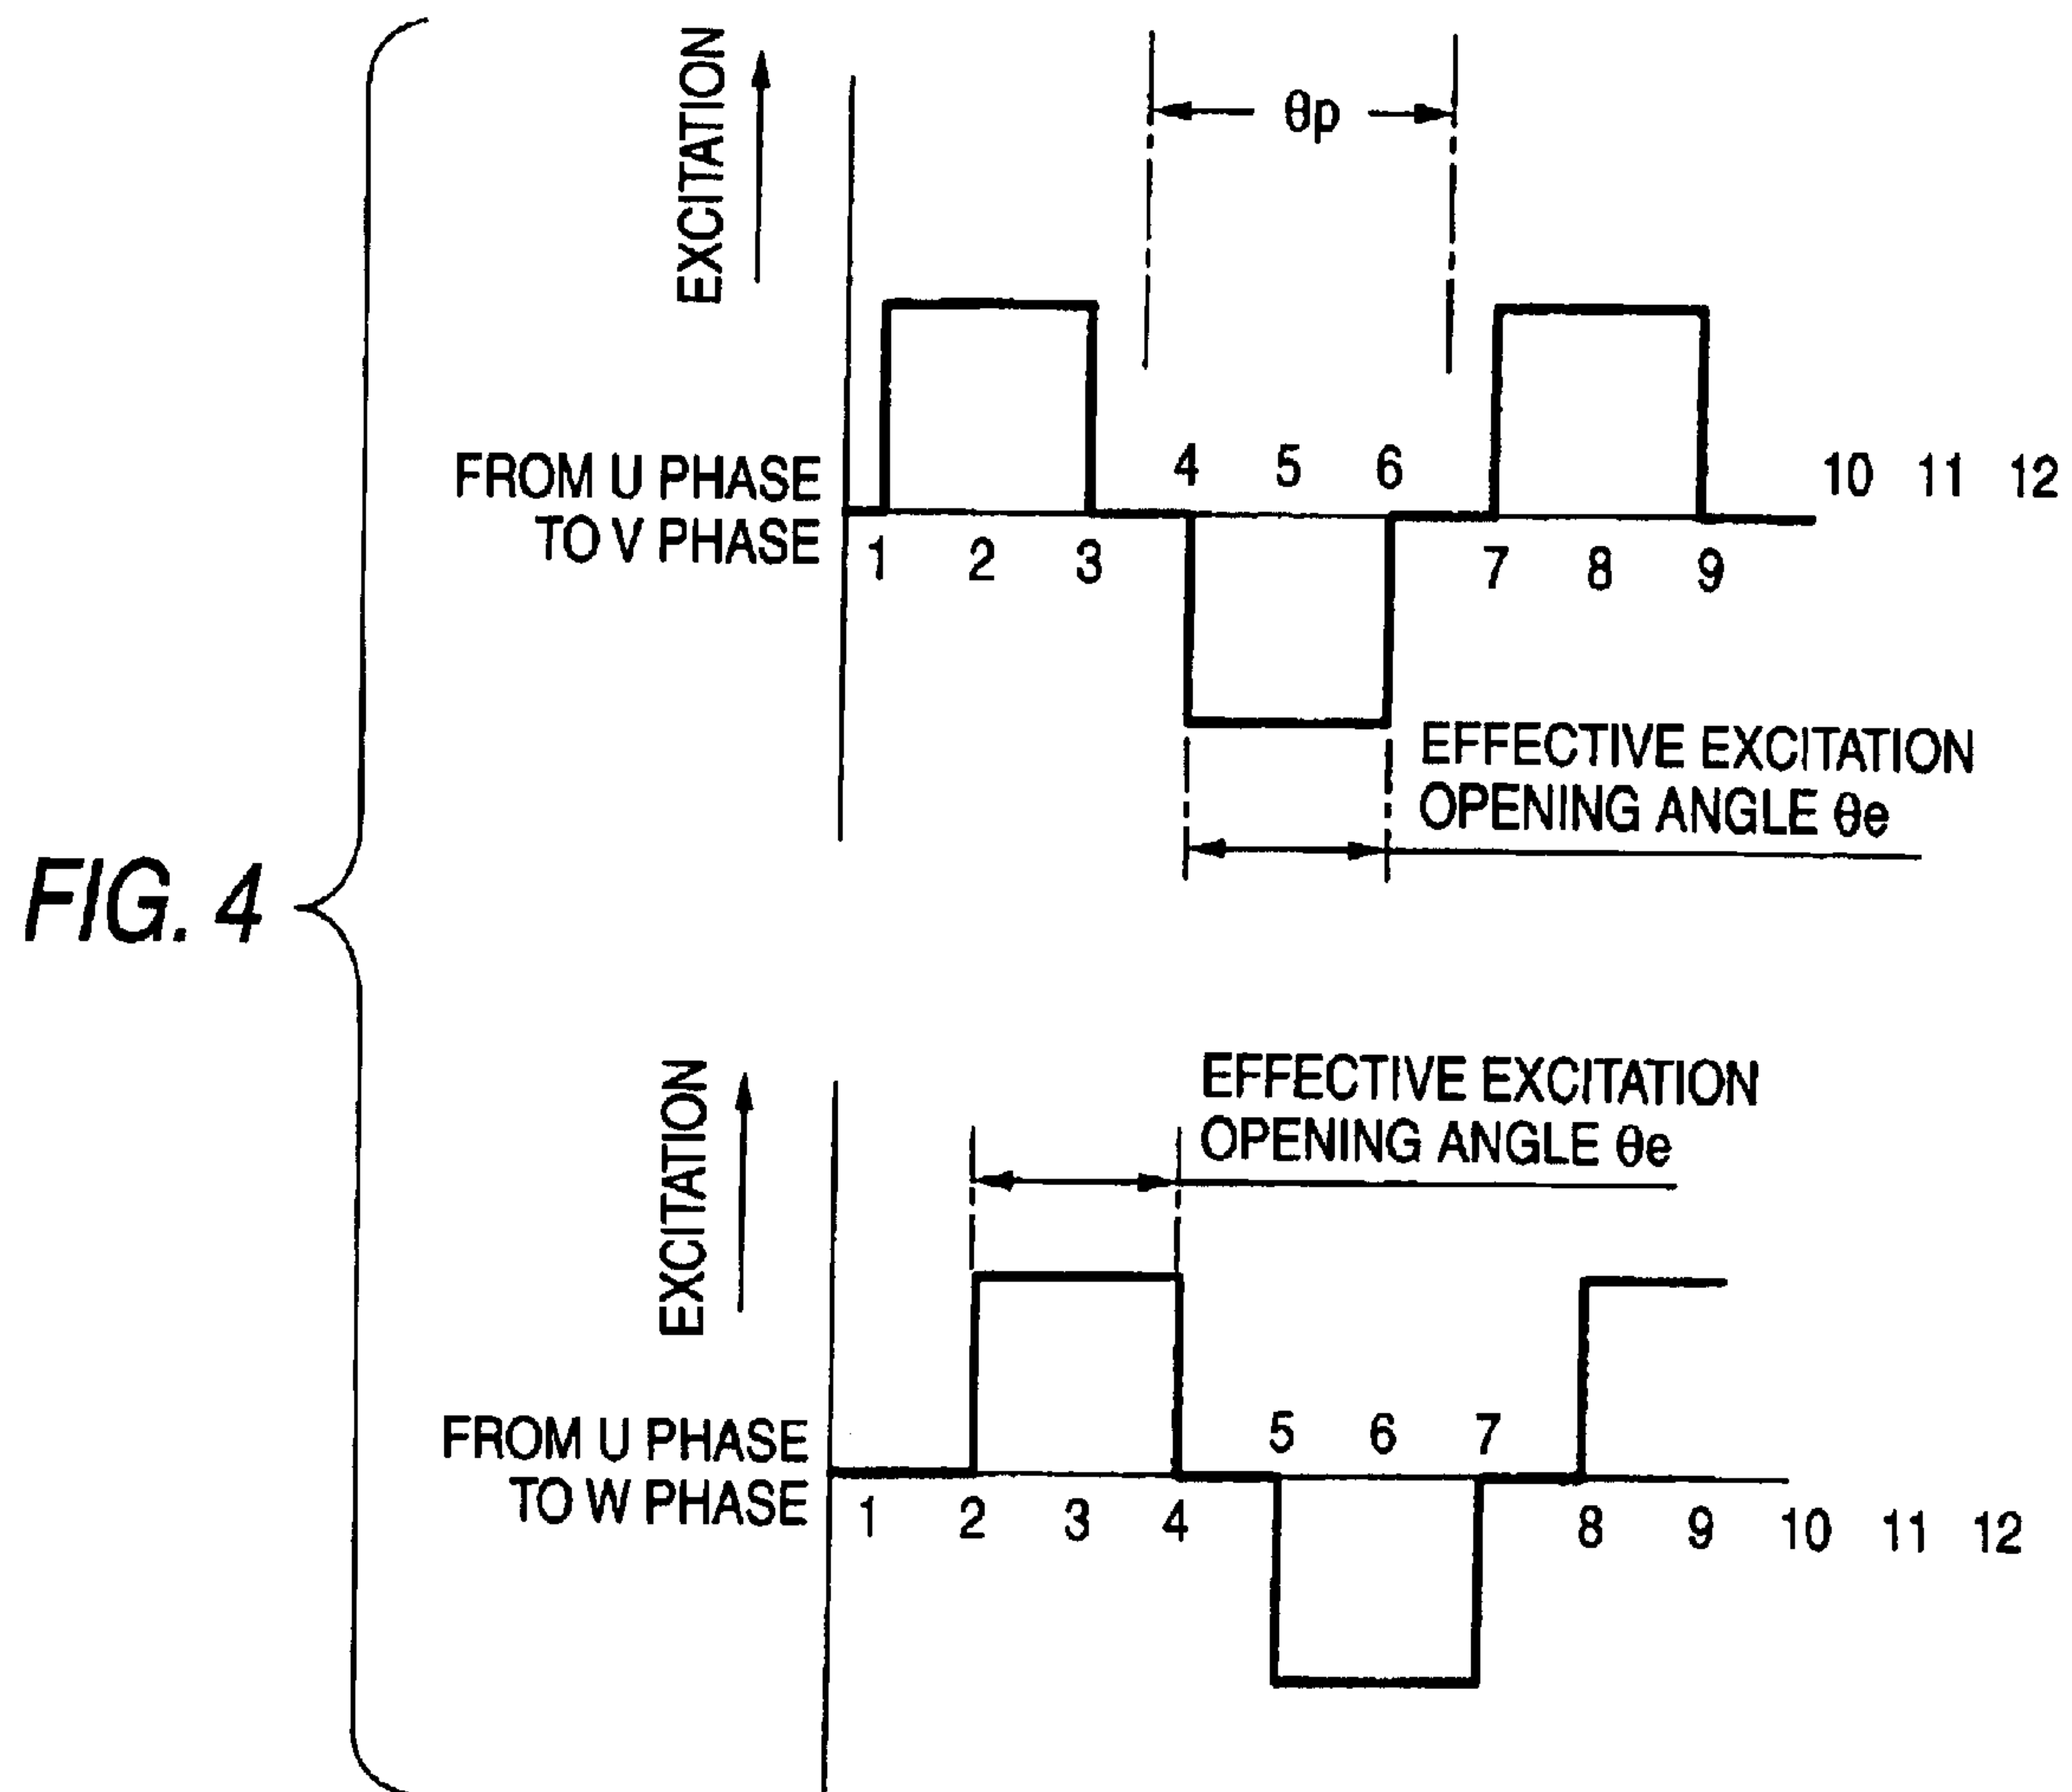 FIG. 4
EXCITATION
θp
FROM U PHASE
TO V PHASE
4 5 6 10 11 12
1 2 3 7 8 9
EFFECTIVE EXCITATION
OPENING ANGLE θe
EXCITATION
EFFECTIVE EXCITATION
OPENING ANGLE θe
FROM U PHASE
TO W PHASE
5 6 7
1 2 3 4 8 9 10 11 12